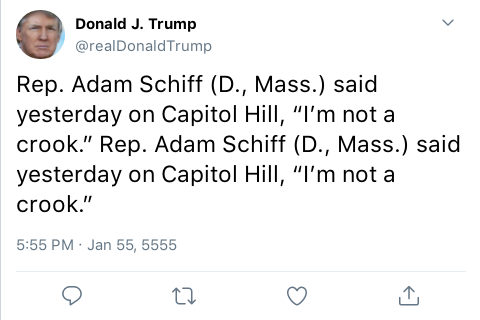 Donald J. Trump
@realDonaldTrump
Rep. Adam Schiff (D., Mass.) said
yesterday on Capitol Hill, “I’m not a
crook.” Rep. Adam Schiff (D., Mass.) said
yesterday on Capitol Hill, “I’m not a
crook.”
5:55 PM · Jan 55, 5555